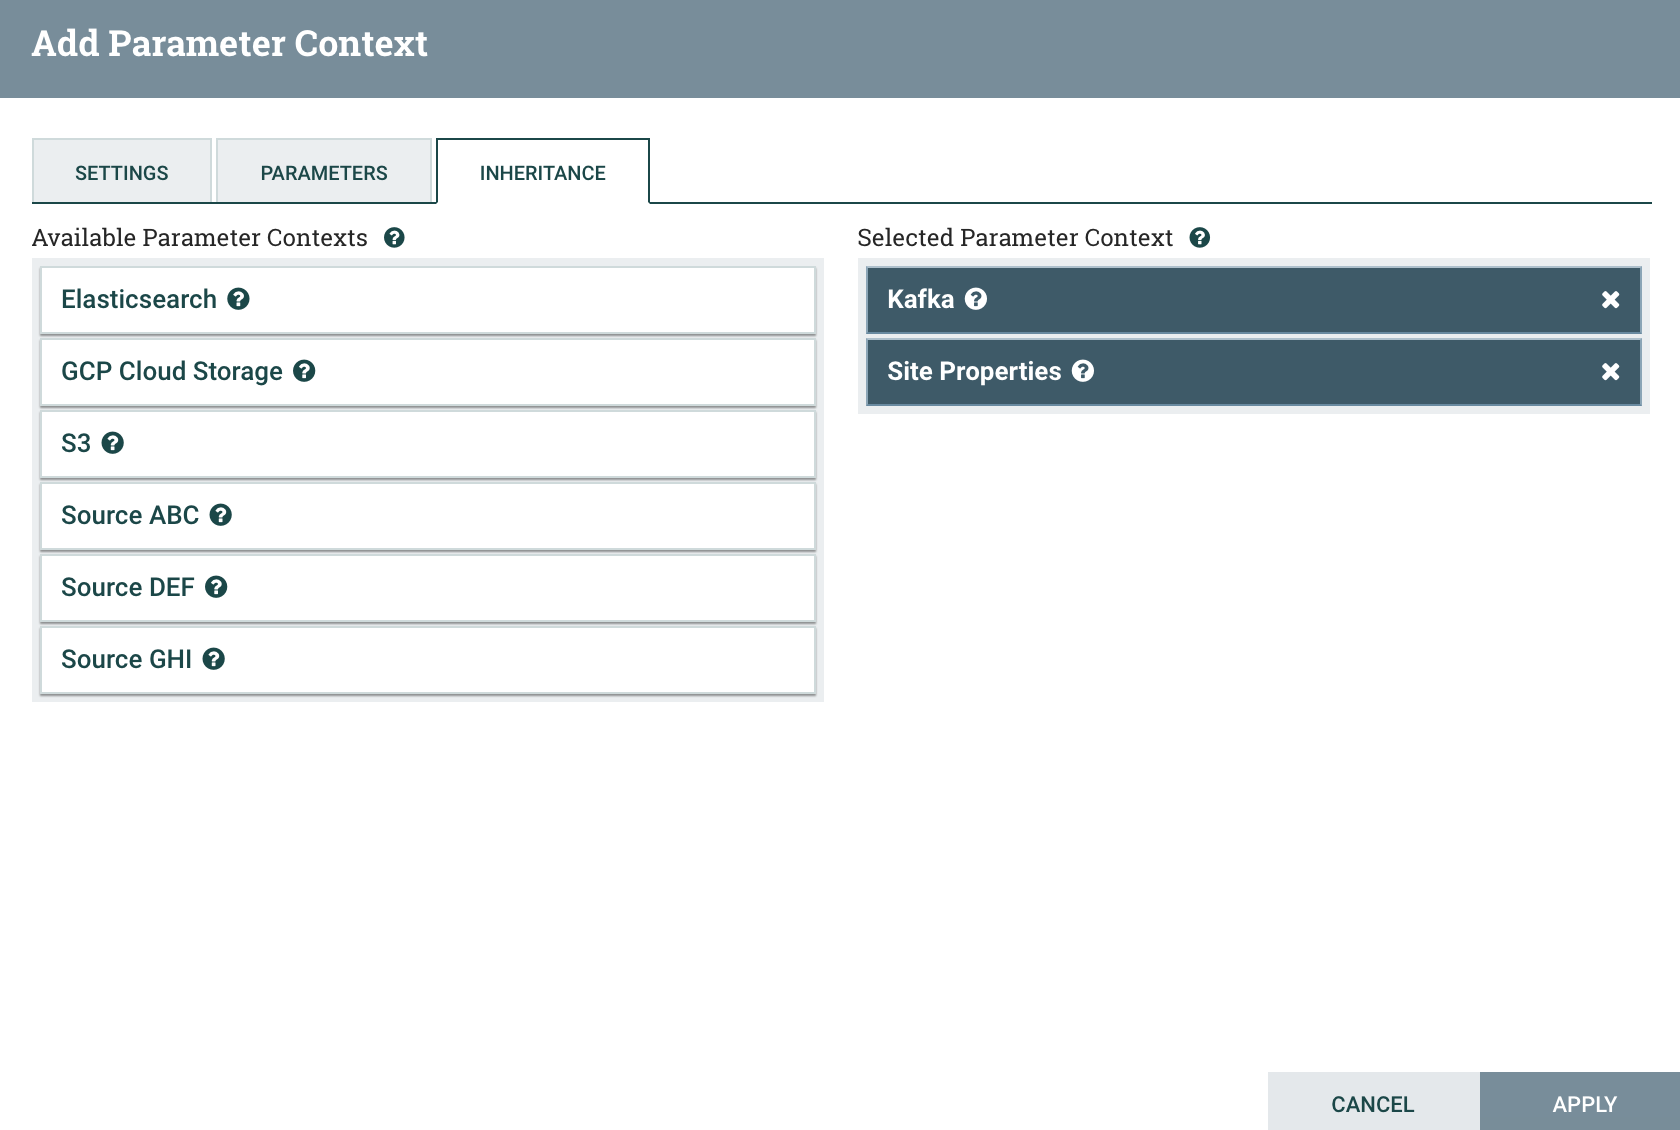 Add Parameter Context
SETTINGS
PARAMETERS
INHERITANCE
Available Parameter Contexts
Elasticsearch
GCP Cloud Storage
S3
Source ABC
Source DEF
Source GHI
Selected Parameter Context
Kafka
Site Properties
CANCEL
APPLY